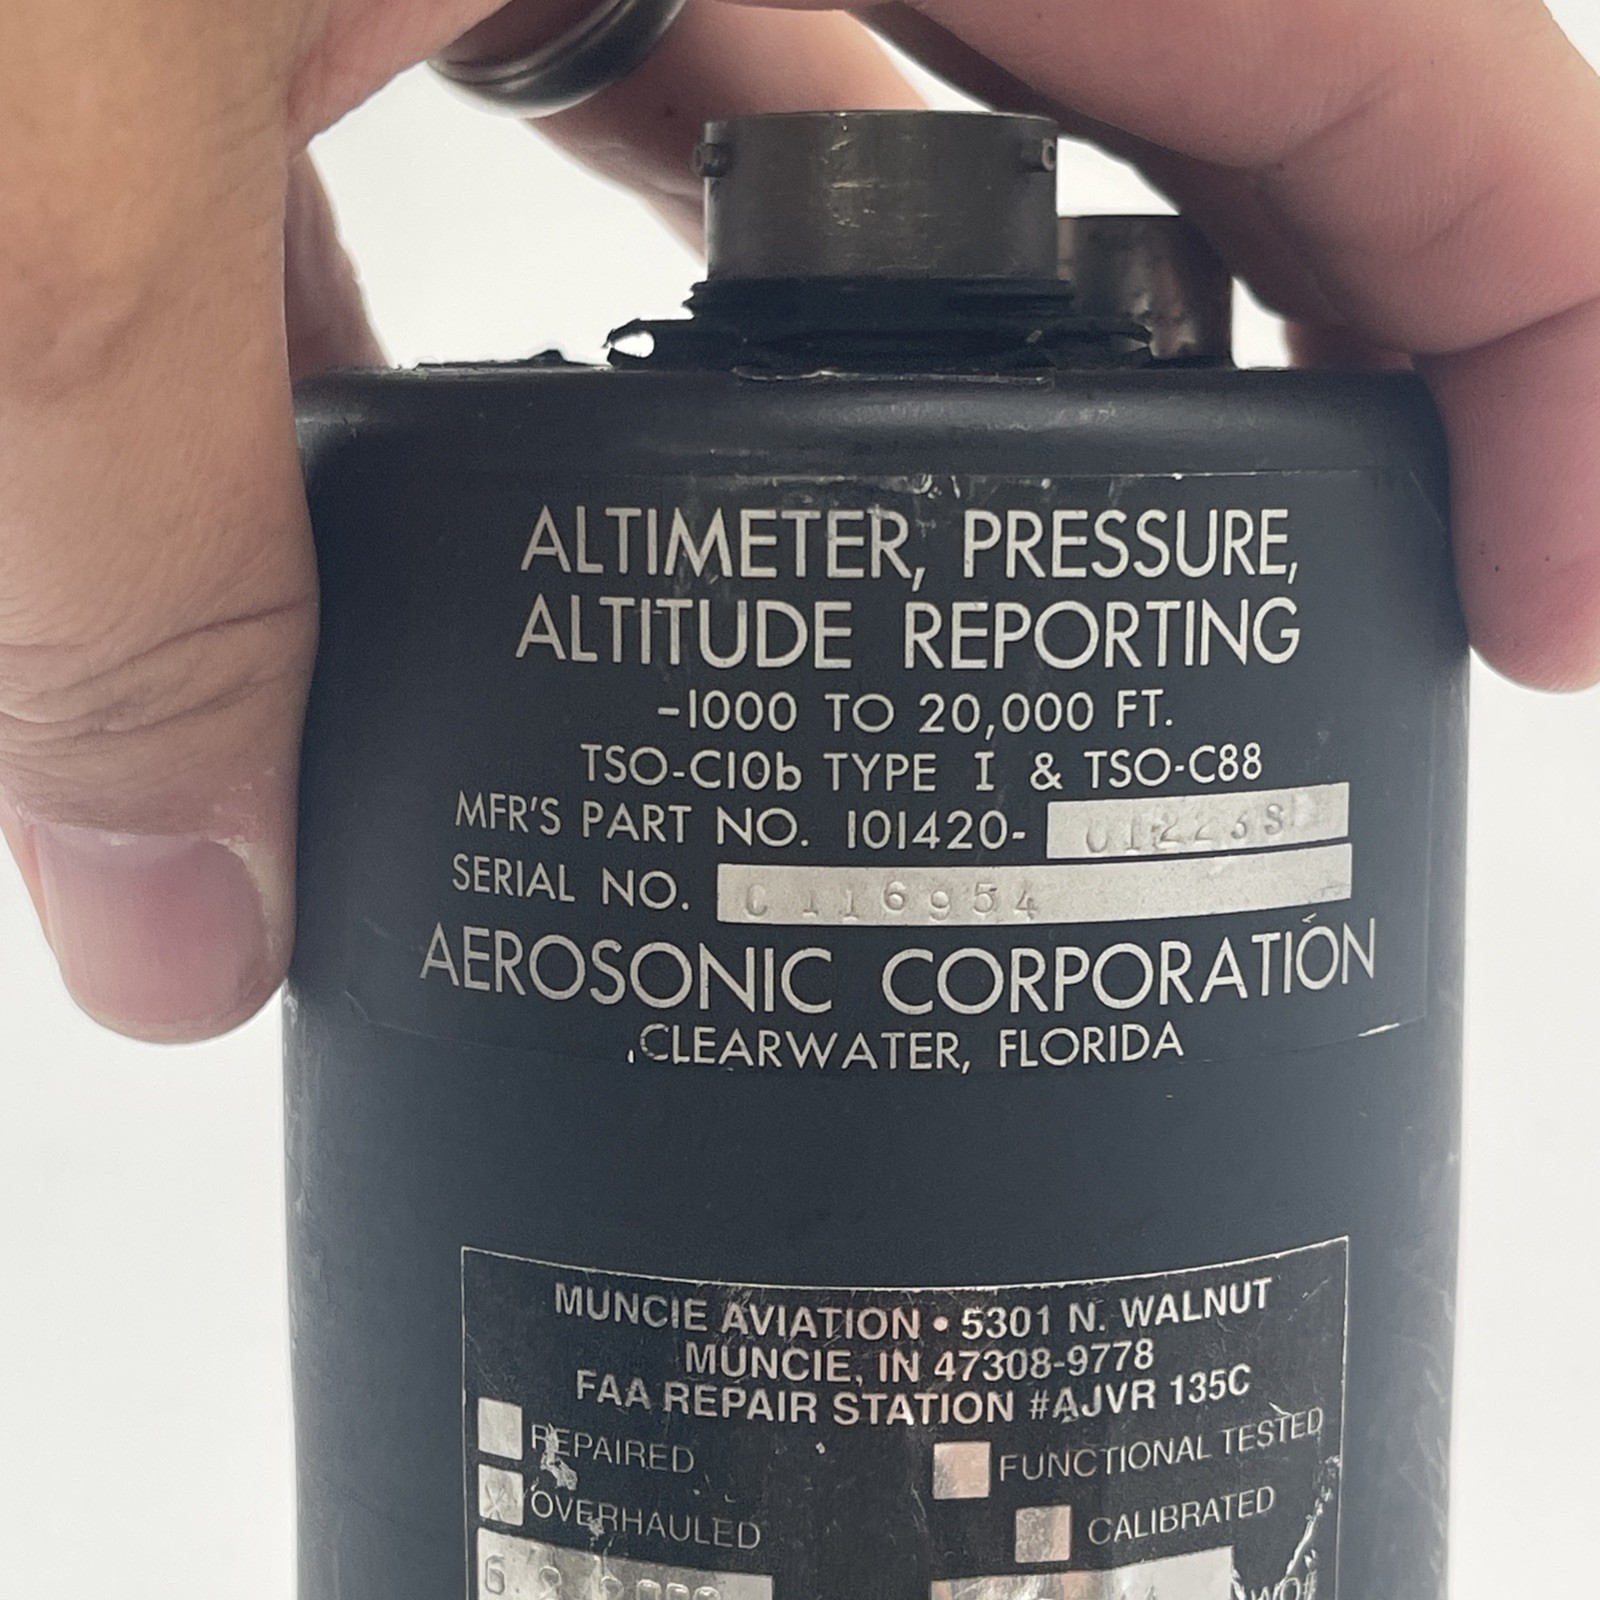 ALTIMETER, PRESSURE,
ALTITUDE REPORTING
-1000 TO 20,000 FT.
TSO-C10b TYPE I & TSO-C88
MFR'S PART NO. 101420-
SERIAL NO. C116954
AEROSONIC CORPORATION
CLEARWATER, FLORIDA
MUNCIE AVIATION • 5301 N. WALNUT
MUNCIE, IN 47308-9778
FAA REPAIR STATION #AJVR 135C
REPAIRED
FUNCTIONAL TESTED
X OVERHAULED
CALIBRATED